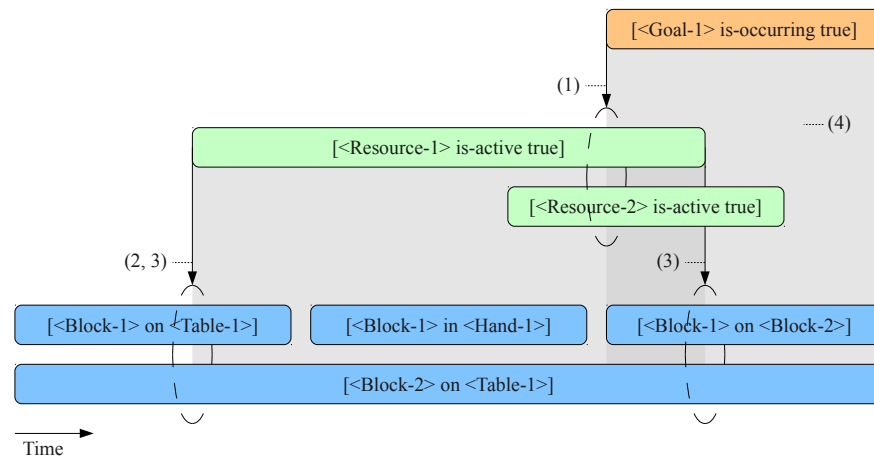 [<Goal-1> is-occurring true]
(1)
(4)
[<Resource-1> is-active true]
[<Resource-2> is-active true]
(2, 3)
(3)
[<Block-1> on <Table-1>]
[<Block-1> in <Hand-1>]
[<Block-1> on <Block-2>]
[<Block-2> on <Table-1>]
Time